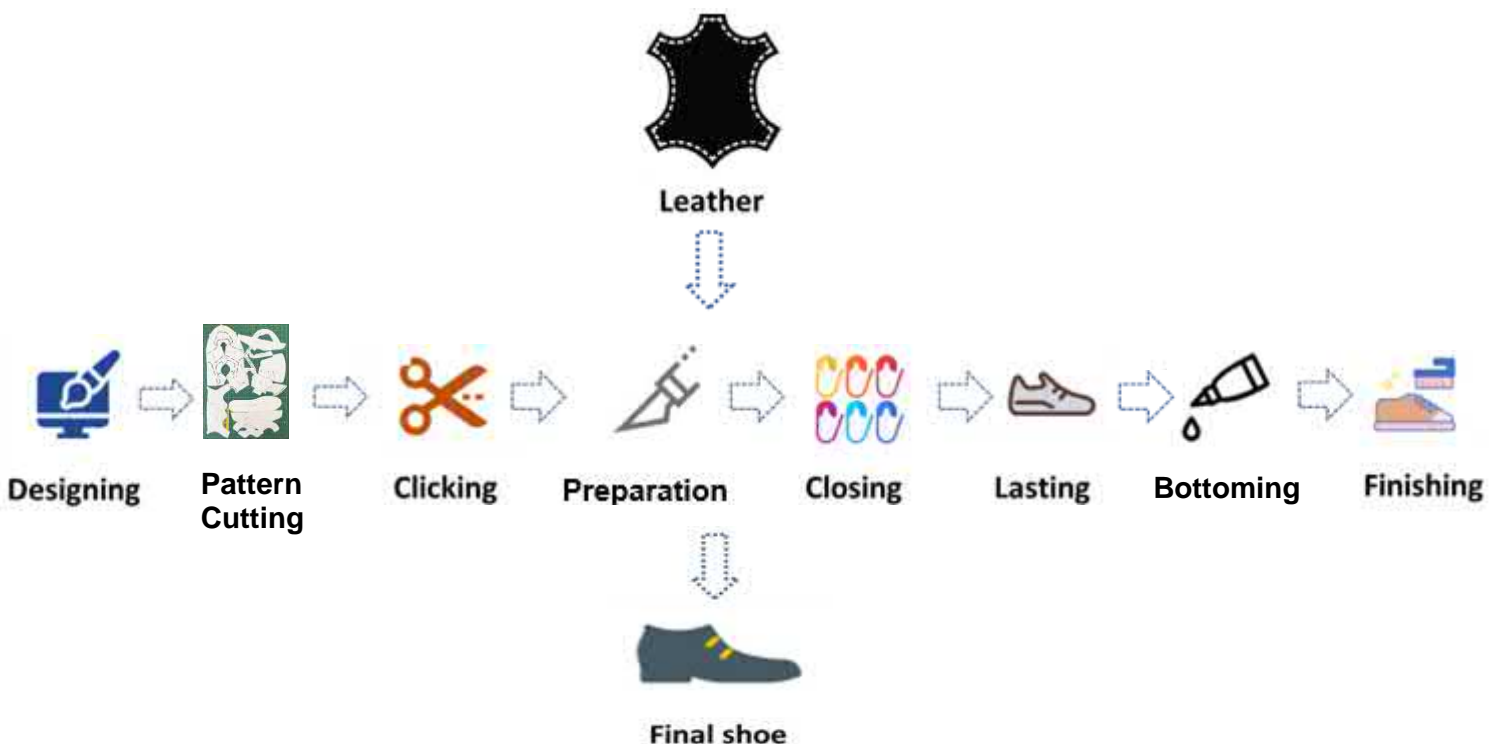 Leather
Designing
Pattern
Cutting
Clicking
Preparation
Closing
Lasting
Bottoming
Finishing
Final shoe